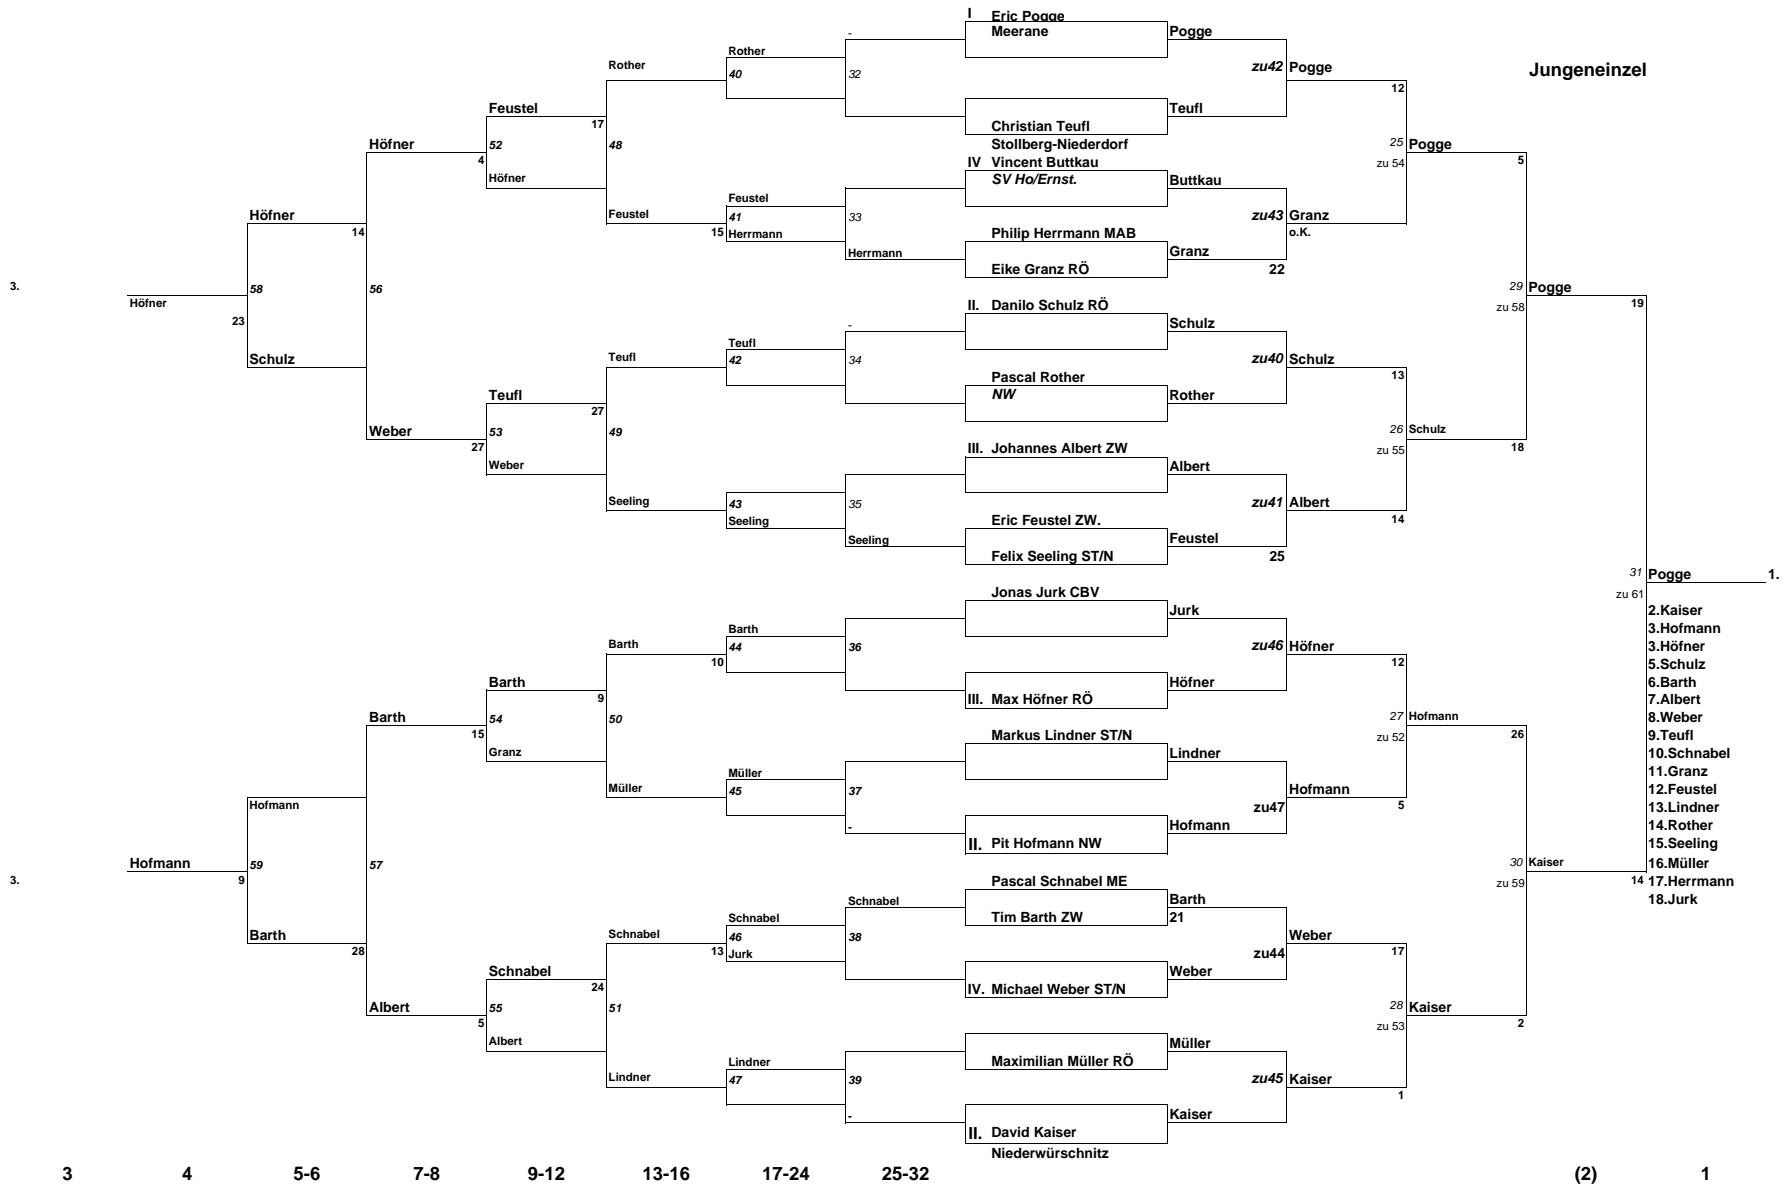 I Eric Pogge
Meerane
Pogge
-
Rother
Rother
40
32
zu42 Pogge
Jungeneinzel
12
Feustel
17
Teufl
Christian Teufl
Stollberg-Niederdorf
Höfner
52
48
25 Pogge
4
zu 54
5
IV Vincent Buttkau
SV Ho/Ernst.
Buttkau
Höfner
Feustel
Höfner
Feustel
41
33
zu43 Granz
14
15
Herrmann
o.K.
Philip Herrmann MAB
Herrmann
Granz
Eike Granz RÖ
22
3.
58
56
29 Pogge
Höfner
19
zu 58
23
II. Danilo Schulz RÖ
-
Schulz
Teufl
Schulz
Teufl
42
34
zu40 Schulz
13
Pascal Rother
NW
Rother
Teufl
27
Weber
53
49
26 Schulz
27
zu 55
18
III. Johannes Albert ZW
Weber
Albert
Seeling
43
35
zu41 Albert
14
Seeling
Eric Feustel ZW.
Seeling
Feustel
Felix Seeling ST/N
25
31 Pogge
1.
zu 61
Jonas Jurk CBV
Jurk
2.Kaiser
3.Hofmann
Barth
Barth
44
36
zu46 Höfner
3.Höfner
10
12
5.Schulz
Barth
9
III. Max Höfner RÖ
Höfner
6.Barth
7.Albert
Barth
54
50
27 Hofmann
8.Weber
15
zu 52
26
9.Teufl
Markus Lindner ST/N
Granz
Lindner
10.Schnabel
Müller
11.Granz
Müller
45
37
Hofmann
12.Feustel
Hofmann
zu47
5
13.Lindner
-
Hofmann
14.Rother
II. Pit Hofmann NW
15.Seeling
Hofmann
59
57
30 Kaiser
16.Müller
3.
9
Pascal Schnabel ME
zu 59
14
17.Herrmann
Schnabel
Barth
18.Jurk
Schnabel
Tim Barth ZW
21
Barth
Schnabel
46
38
Weber
28
13
Jurk
zu44
17
Schnabel
24
Weber
IV. Michael Weber ST/N
Albert
55
51
28 Kaiser
5
zu 53
2
Albert
Müller
Lindner
Maximilian Müller RÖ
Lindner
47
39
zu45 Kaiser
1
-
Kaiser
II. David Kaiser
Niederwürschnitz
3 4 5-6 7-8 9-12 13-16 17-24 25-32 (2) 1